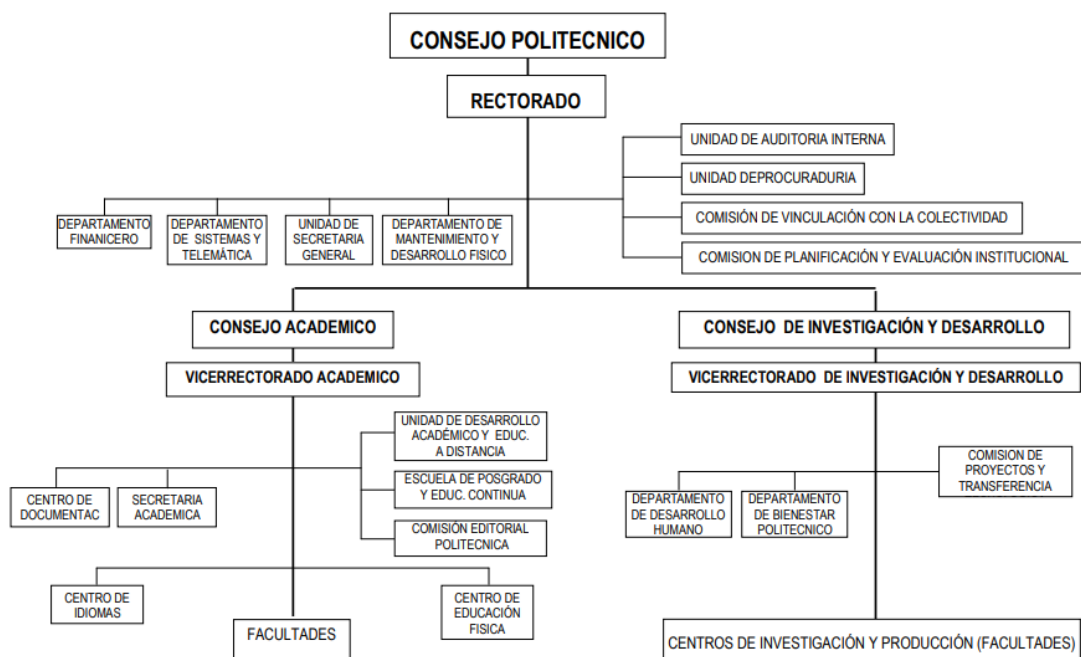 CONSEJO POLITECNICO
RECTORADO
UNIDAD DE AUDITORIA INTERNA
UNIDAD DEPROCURADURIA
COMISIÓN DE VINCULACIÓN CON LA COLECTIVIDAD
COMISION DE PLANIFICACIÓN Y EVALUACIÓN INSTITUCIONAL
DEPARTAMENTO
FINANICERO
DEPARTAMENTO
DE SISTEMAS Y
TELEMÁTICA
UNIDAD DE
SECRETARIA
GENERAL
DEPARTAMENTO DE
MANTENIMIENTO Y
DESARROLLO FISICO
CONSEJO ACADEMICO
VICERRECTORADO ACADEMICO
UNIDAD DE DESARROLLO
ACADÉMICO Y EDUC.
A DISTANCIA
ESCUELA DE POSGRADO
Y EDUC. CONTINUA
COMISIÓN EDITORIAL
POLITECNICA
CENTRO DE
DOCUMENTAC
SECRETARIA
ACADEMICA
CENTRO DE
IDIOMAS
CENTRO DE
EDUCACIÓN
FISICA
FACULTADES
CONSEJO DE INVESTIGACIÓN Y DESARROLLO
VICERRECTORADO DE INVESTIGACIÓN Y DESARROLLO
COMISION DE
PROYECTOS Y
TRANSFERENCIA
DEPARTAMENTO
DE DESARROLLO
HUMANO
DEPARTAMENTO
DE BIENESTAR
POLITECNICO
CENTROS DE INVESTIGACIÓN Y PRODUCCIÓN (FACULTADES)